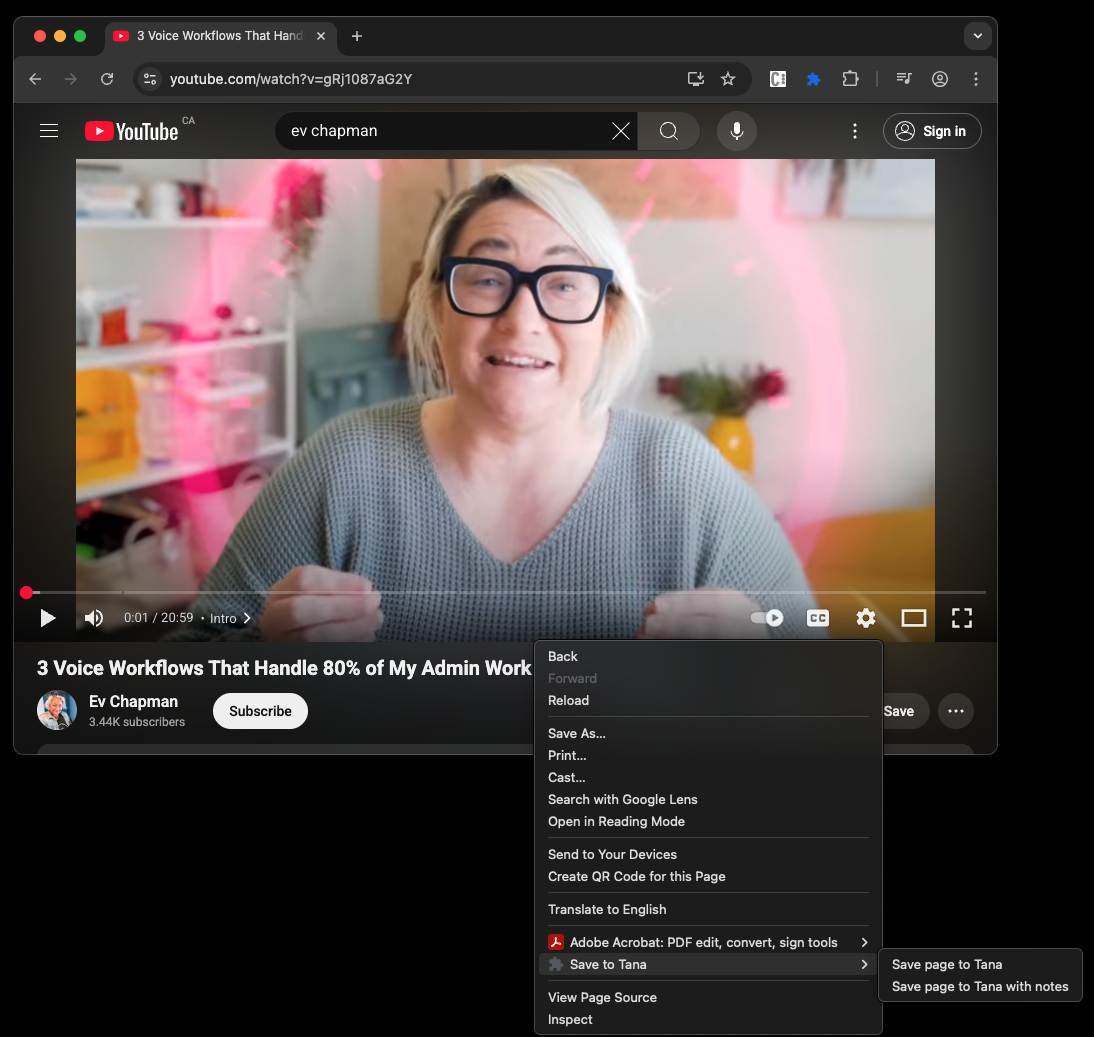 3 Voice Workflows That Hand
youtube.com/watch?v=gRj1087aG2Y
YouTube CA
ev chapman
Sign in
0:01 / 20:59 • Intro
CC
3 Voice Workflows That Handle 80% of My Admin Work
Ev Chapman
3.44K subscribers
Subscribe
Save
Back
Forward
Reload
Save As...
Print...
Cast...
Search with Google Lens
Open in Reading Mode
Send to Your Devices
Create QR Code for this Page
Translate to English
Adobe Acrobat: PDF edit, convert, sign tools
Save to Tana
Save page to Tana
Save page to Tana with notes
View Page Source
Inspect